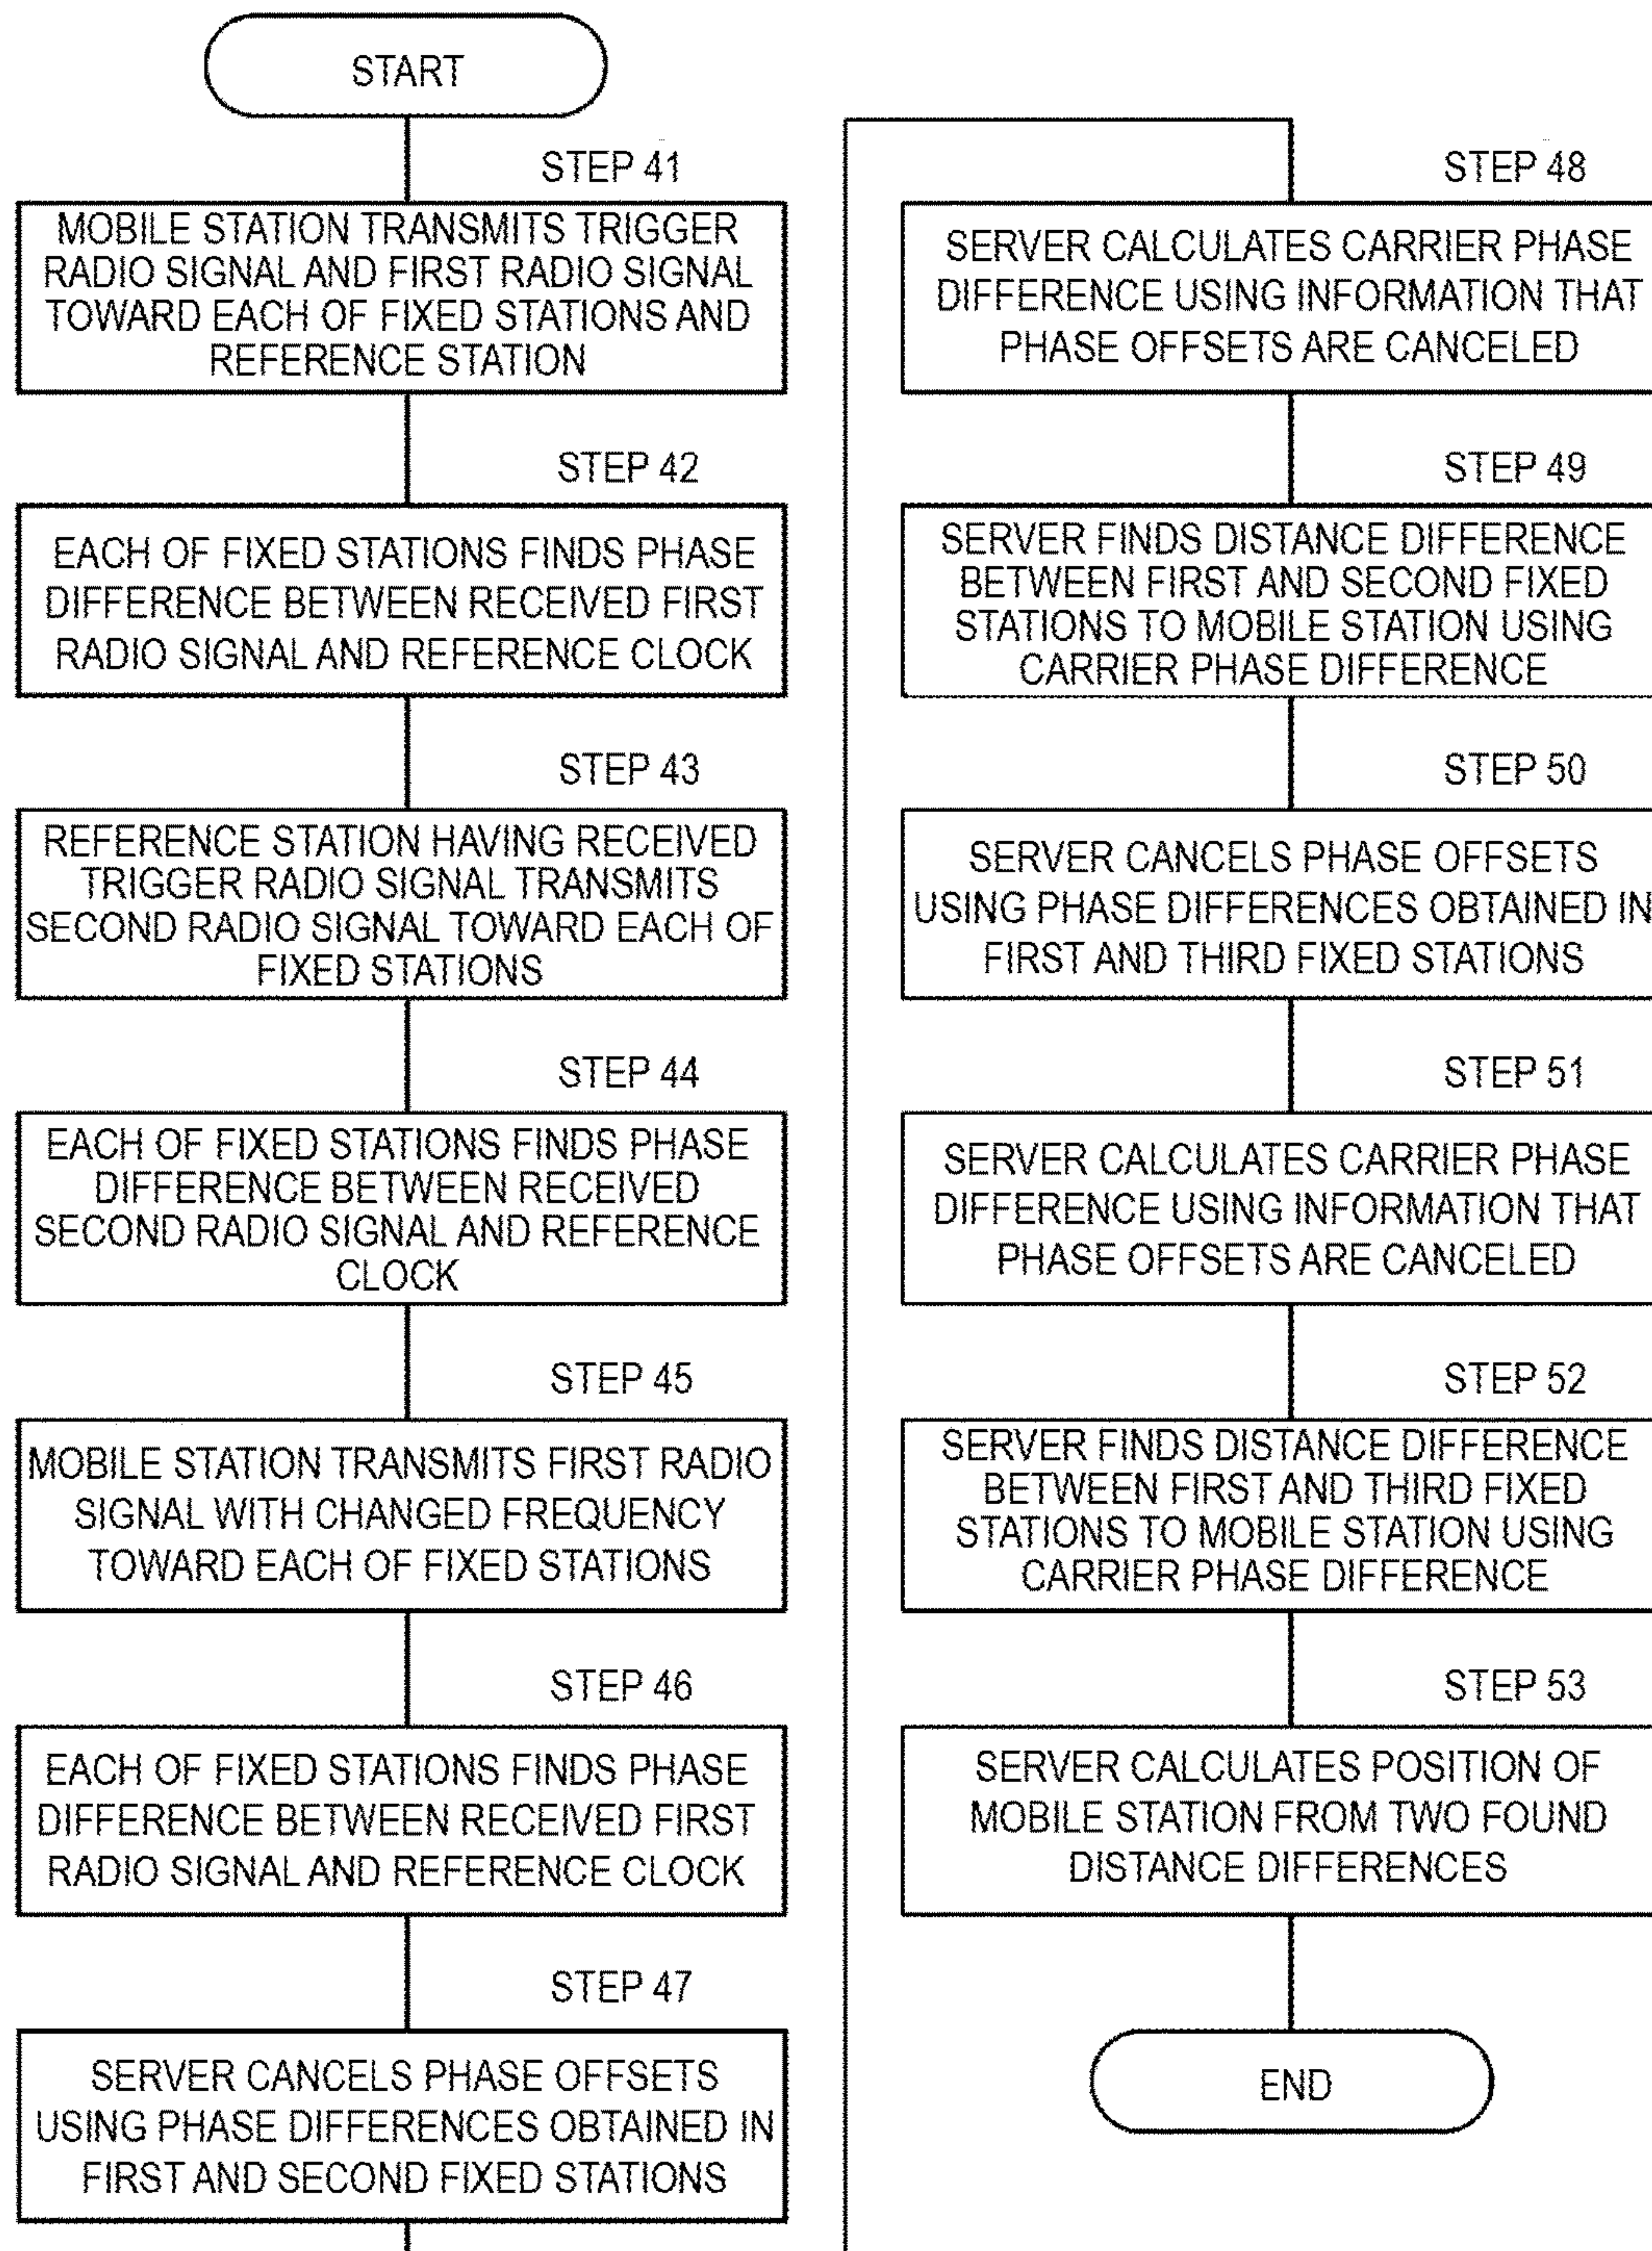 START
STEP 41
MOBILE STATION TRANSMITS TRIGGER
RADIO SIGNAL AND FIRST RADIO SIGNAL
TOWARD EACH OF FIXED STATIONS AND
REFERENCE STATION
STEP 42
EACH OF FIXED STATIONS FINDS PHASE
DIFFERENCE BETWEEN RECEIVED FIRST
RADIO SIGNAL AND REFERENCE CLOCK
STEP 43
REFERENCE STATION HAVING RECEIVED
TRIGGER RADIO SIGNAL TRANSMITS
SECOND RADIO SIGNAL TOWARD EACH OF
FIXED STATIONS
STEP 44
EACH OF FIXED STATIONS FINDS PHASE
DIFFERENCE BETWEEN RECEIVED
SECOND RADIO SIGNAL AND REFERENCE
CLOCK
STEP 45
MOBILE STATION TRANSMITS FIRST RADIO
SIGNAL WITH CHANGED FREQUENCY
TOWARD EACH OF FIXED STATIONS
STEP 46
EACH OF FIXED STATIONS FINDS PHASE
DIFFERENCE BETWEEN RECEIVED FIRST
RADIO SIGNAL AND REFERENCE CLOCK
STEP 47
SERVER CANCELS PHASE OFFSETS
USING PHASE DIFFERENCES OBTAINED IN
FIRST AND SECOND FIXED STATIONS
STEP 48
SERVER CALCULATES CARRIER PHASE
DIFFERENCE USING INFORMATION THAT
PHASE OFFSETS ARE CANCELED
STEP 49
SERVER FINDS DISTANCE DIFFERENCE
BETWEEN FIRST AND SECOND FIXED
STATIONS TO MOBILE STATION USING
CARRIER PHASE DIFFERENCE
STEP 50
SERVER CANCELS PHASE OFFSETS
USING PHASE DIFFERENCES OBTAINED IN
FIRST AND THIRD FIXED STATIONS
STEP 51
SERVER CALCULATES CARRIER PHASE
DIFFERENCE USING INFORMATION THAT
PHASE OFFSETS ARE CANCELED
STEP 52
SERVER FINDS DISTANCE DIFFERENCE
BETWEEN FIRST AND THIRD FIXED
STATIONS TO MOBILE STATION USING
CARRIER PHASE DIFFERENCE
STEP 53
SERVER CALCULATES POSITION OF
MOBILE STATION FROM TWO FOUND
DISTANCE DIFFERENCES
END